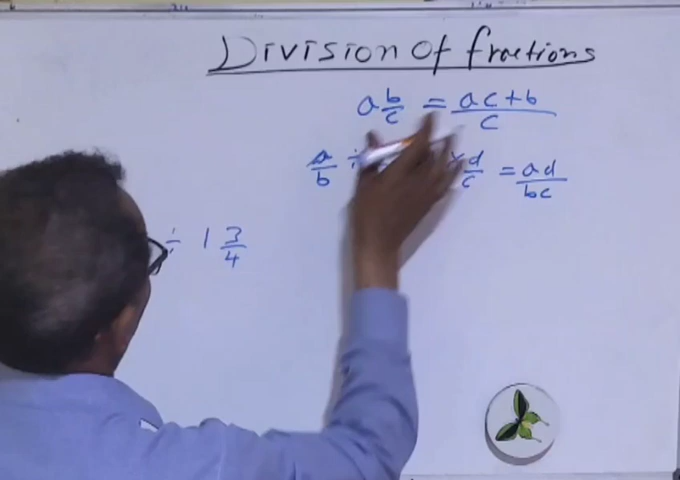 Division Of fractions
a b/c = ac+b/c
a/b ÷ × d/c = ad/bc
÷ 1 3/4